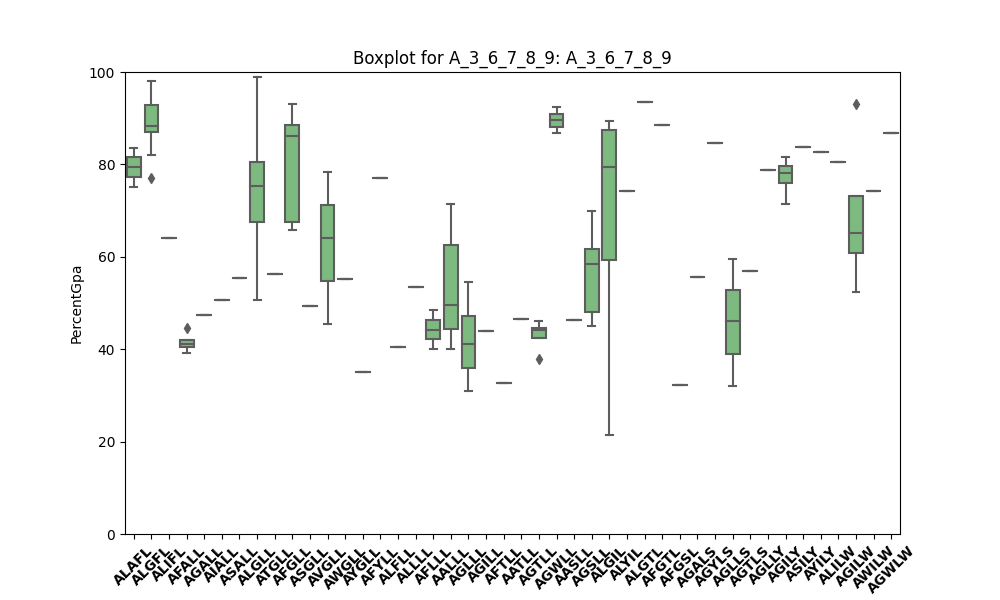 Boxplot for A_3_6_7_8_9: A_3_6_7_8_9
PercentGpa
100
80
60
40
20
0
ALAFL
ALGFL
ALIFL
AFALL
AGALL
AIALL
ASALL
ALGLL
ATGLL
AFGLL
ASGLL
AVGLL
AWGLL
AYGLL
AFYLL
ALFLL
ALLLL
AFLLL
AALLL
AGLLL
AGILL
AFTLL
AATLL
AGTLL
AGWLL
AASLL
AGSLL
ALGIL
ALYIL
ALGTL
AFGTL
AFGSL
AGALS
AGYLS
AGLLS
AGTLS
AGLLY
AGILY
ASILY
AYILY
ALILW
AGILW
AWILW
AGWLW